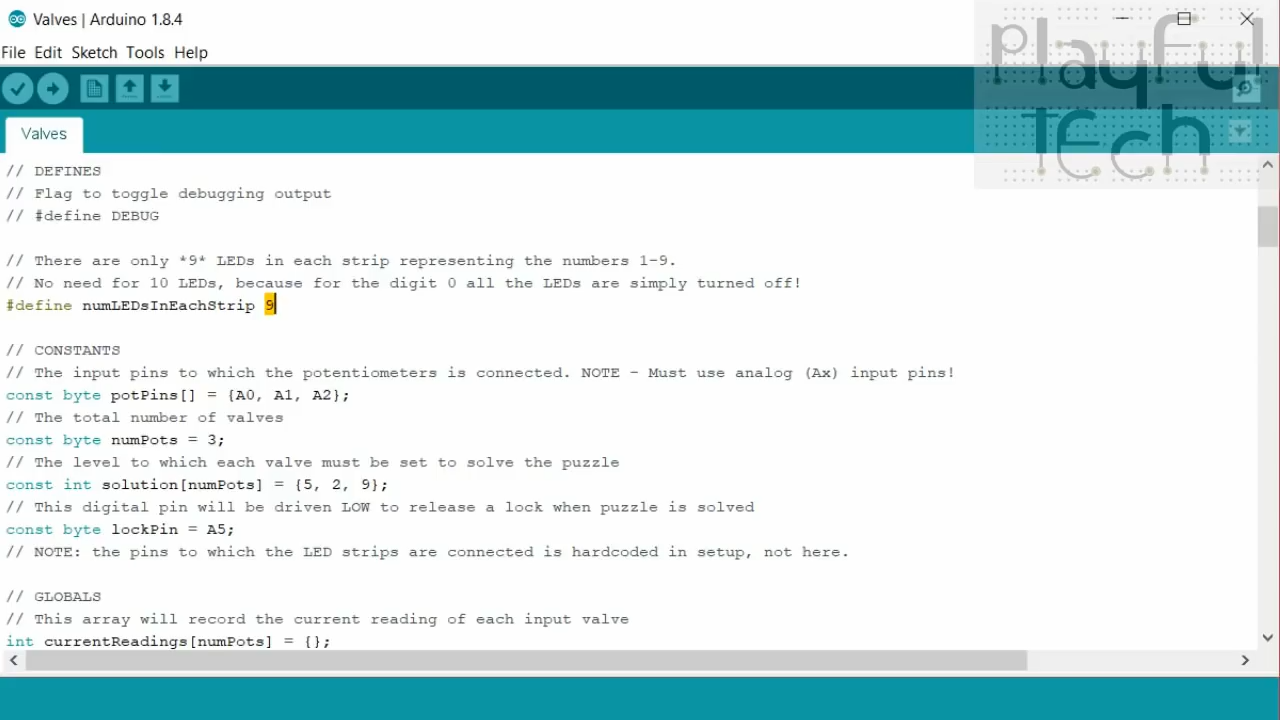 Valves | Arduino 1.8.4
File Edit Sketch Tools Help
playful
tech
Valves
// DEFINES
// Flag to toggle debugging output
// #define DEBUG
// There are only *9* LEDs in each strip representing the numbers 1-9.
// No need for 10 LEDs, because for the digit 0 all the LEDs are simply turned off!
#define numLEDsInEachStrip 9
// CONSTANTS
// The input pins to which the potentiometers is connected. NOTE - Must use analog (Ax) input pins!
const byte potPins[] = {A0, A1, A2};
// The total number of valves
const byte numPots = 3;
// The level to which each valve must be set to solve the puzzle
const int solution[numPots] = {5, 2, 9};
// This digital pin will be driven LOW to release a lock when puzzle is solved
const byte lockPin = A5;
// NOTE: the pins to which the LED strips are connected is hardcoded in setup, not here.
// GLOBALS
// This array will record the current reading of each input valve
int currentReadings[numPots] = {};